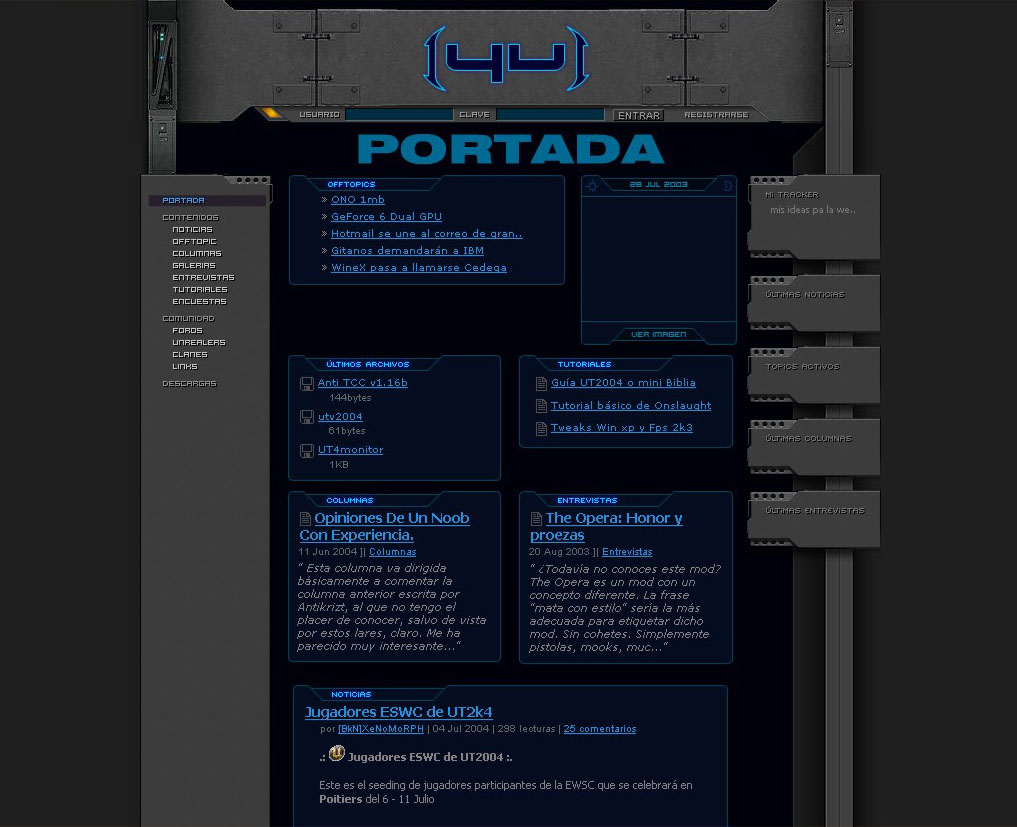 (4U)
USUARIO CLAVE ENTRAR REGISTRARSE
PORTADA
PORTADA
CONTENIDOS
NOTICIAS
OFFTOPIC
COLUMNAS
GALERIAS
ENTREVISTAS
TUTORIALES
ENCUESTAS
COMUNIDAD
FOROS
UNREALERS
CLANES
LINKS
DESCARGAS
OFFTOPICS
» ONO 1mb
» GeForce 6 Dual GPU
» Hotmail se une al correo de gran..
» Gitanos demandarán a IBM
» WineX pasa a llamarse Cedega
28 JUL 2003
VER IMAGEN
ÚLTIMOS ARCHIVOS
Anti TCC v1.16b
144bytes
utv2004
61bytes
UT4monitor
1KB
TUTORIALES
Guía UT2004 o mini Biblia
Tutorial básico de Onslaught
Tweaks Win xp y Fps 2k3
COLUMNAS
Opiniones De Un Noob
Con Experiencia.
11 Jun 2004 ]| Columnas
" Esta columna va dirigida
básicamente a comentar la
columna anterior escrita por
Antikrizt, al que no tengo el
placer de conocer, salvo de vista
por estos lares, claro. Me ha
parecido muy interesante..."
ENTREVISTAS
The Opera: Honor y
proezas
20 Aug 2003 ]| Entrevistas
" ¿Todavía no conoces este mod?
The Opera es un mod con un
concepto diferente. La frase
"mata con estilo" sería la más
adecuada para etiquetar dicho
mod. Sin cohetes. Simplemente
pistolas, mooks, muc..."
NOTICIAS
Jugadores ESWC de UT2k4
por [BkN]XeNoMoRPH | 04 Jul 2004 | 298 lecturas | 25 comentarios
.: Jugadores ESWC de UT2004 :.
Este es el seeding de jugadores participantes de la EWSC que se celebrará en
Poitiers del 6 - 11 Julio
MI TRACKER
mis ideas pa la we..
ÚLTIMAS NOTICIAS
TOPICS ACTIVOS
ÚLTIMAS COLUMNAS
ÚLTIMAS ENTREVISTAS